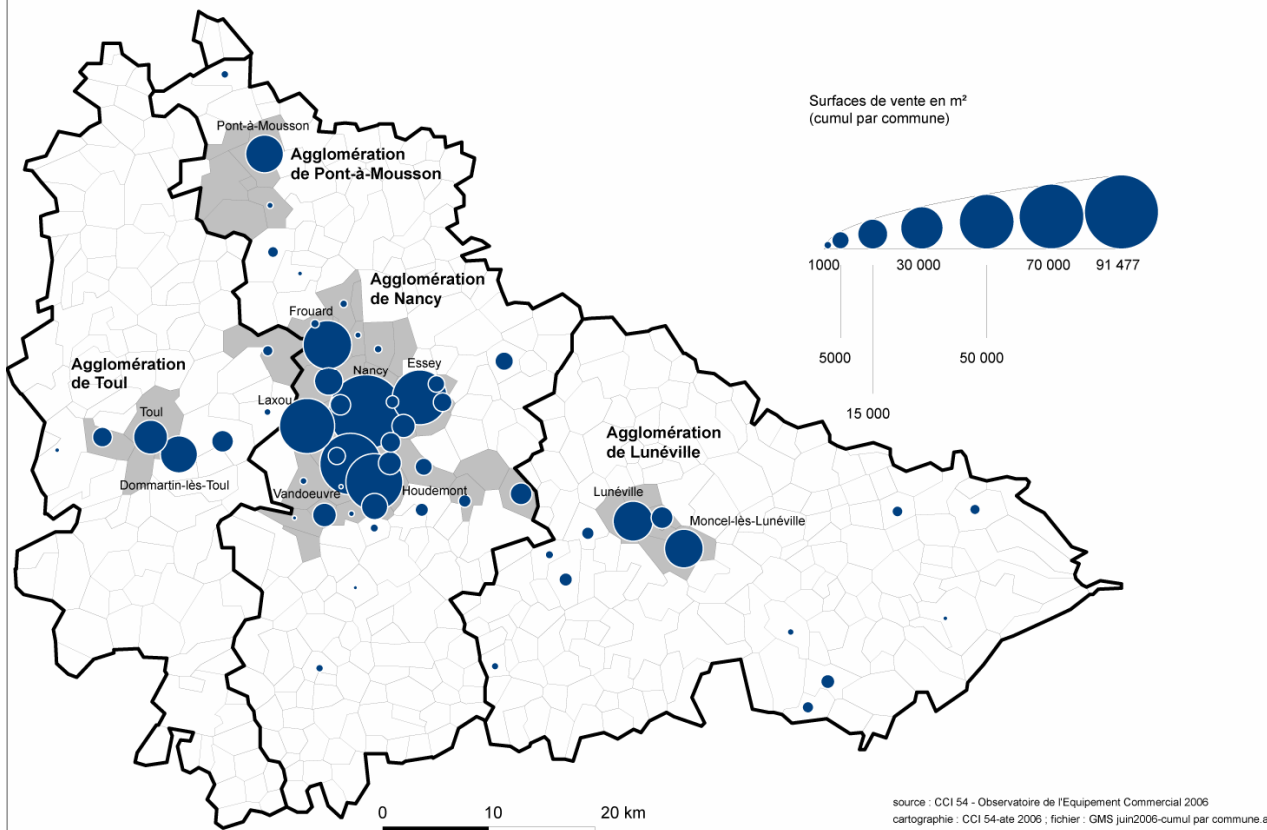 Surfaces de vente en m²
(cumul par commune)
1000
30 000
70 000
91 477
5000
50 000
15 000
Pont-à-Mousson
Agglomération
de Pont-à-Mousson
Agglomération
de Nancy
Frouard
Nancy
Essey
Laxou
Vandoeuvre
Houdemont
Agglomération
de Toul
Toul
Dommartin-lès-Toul
Agglomération
de Lunéville
Lunéville
Moncel-lès-Lunéville
0 10 20 km
source : CCI 54 - Observatoire de l'Equipement Commercial 2006
cartographie : CCI 54-ate 2006 ; fichier : GMS juin2006-cumul par commune.a